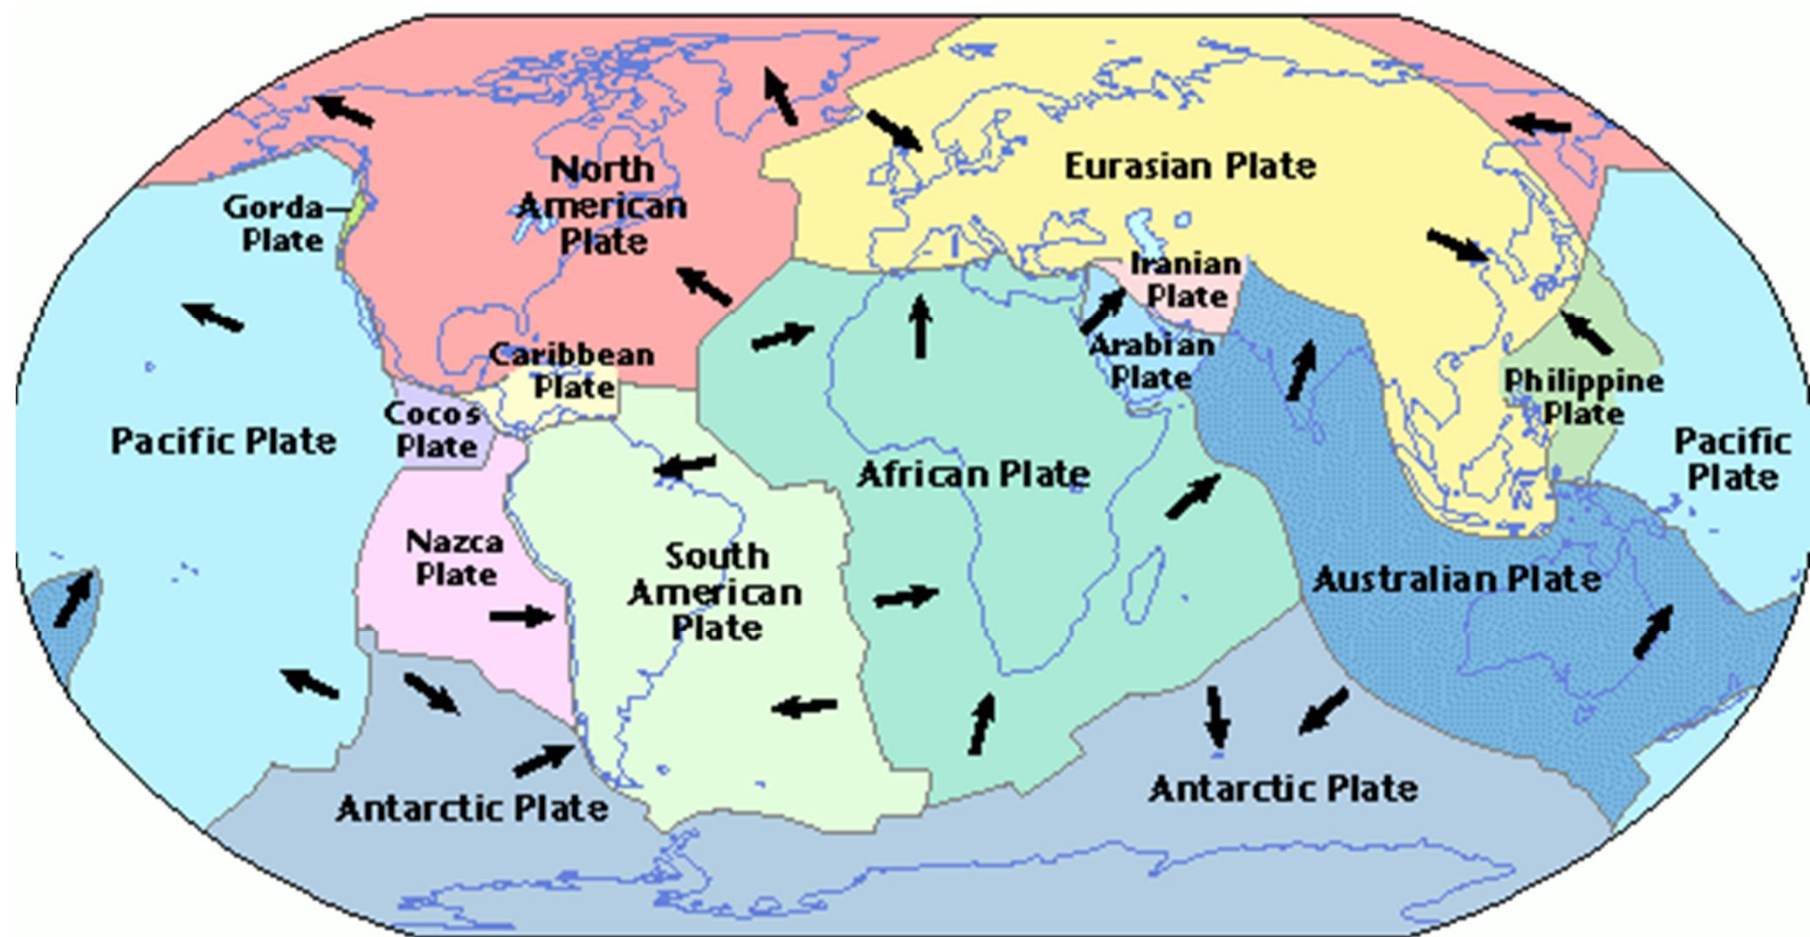 North
American
Plate
Eurasian Plate
Gorda
Plate
Iranian
Plate
Caribbean
Plate
Arabian
Plate
Cocos
Plate
Philippine
Plate
Pacific Plate
African Plate
Pacific
Plate
Nazca
Plate
South
American
Plate
Australian Plate
Antarctic Plate
Antarctic Plate